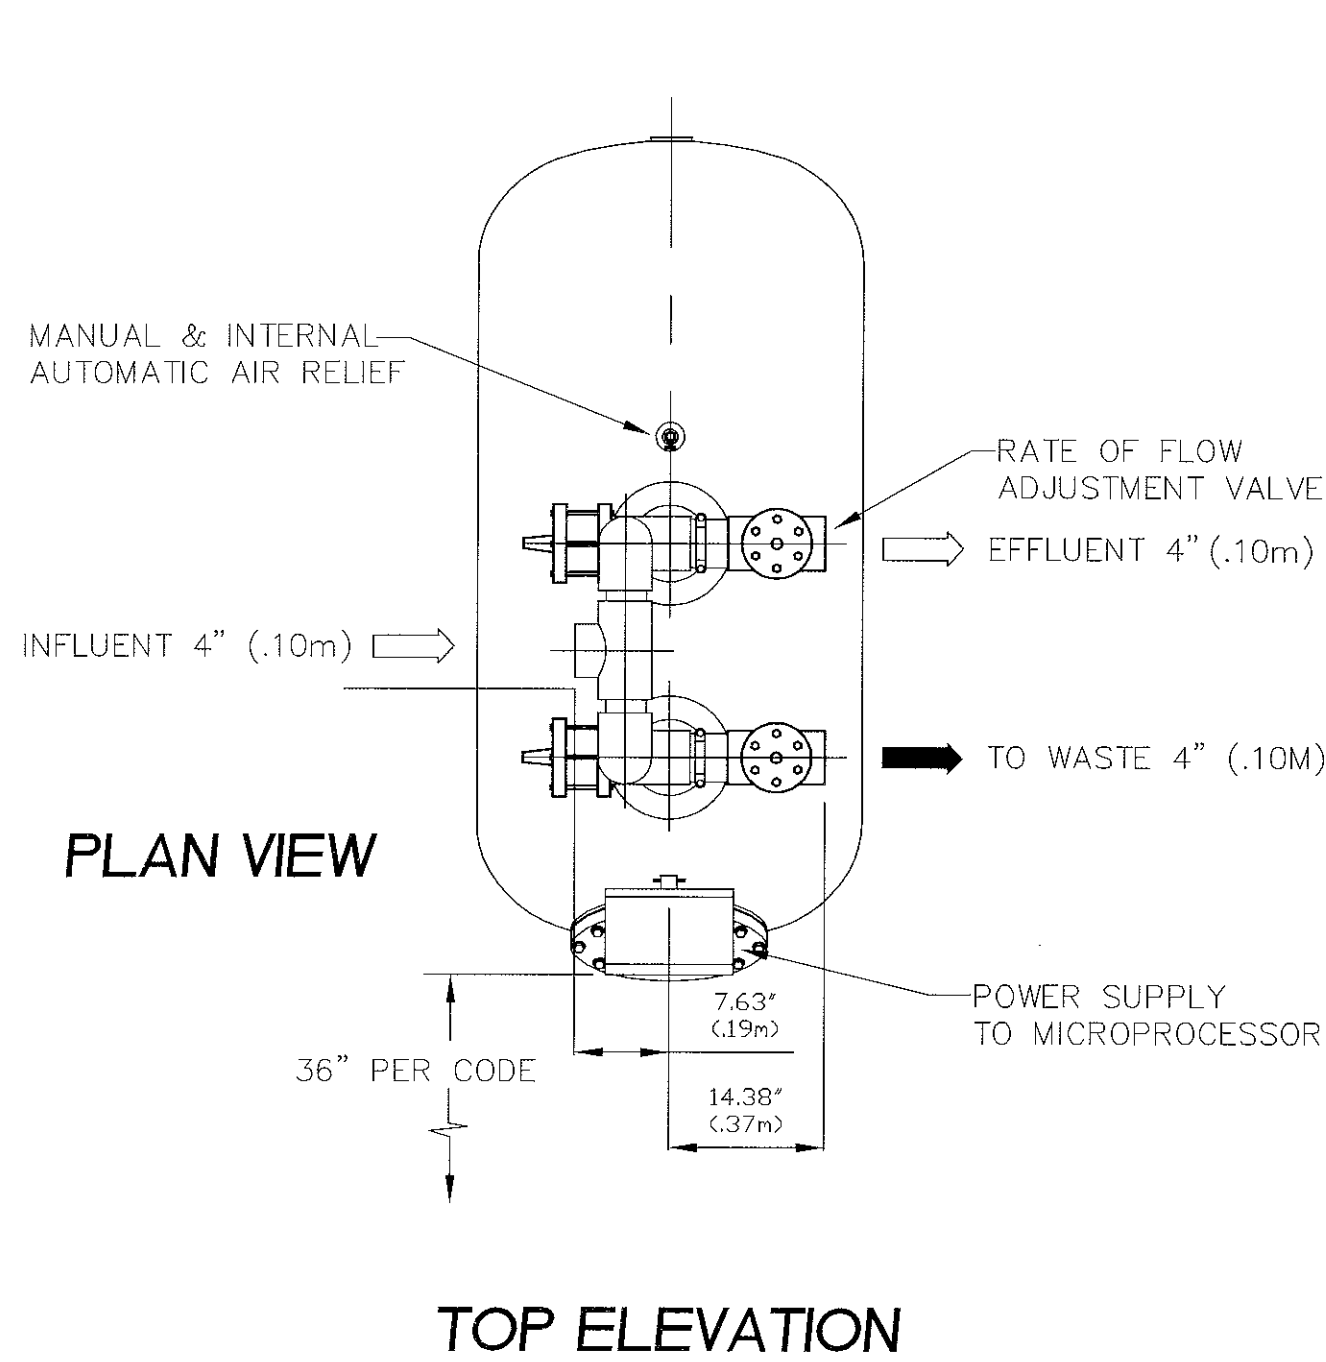 MANUAL & INTERNAL
AUTOMATIC AIR RELIEF
RATE OF FLOW
ADJUSTMENT VALVE
EFFLUENT 4" (.10m)
INFLUENT 4" (.10m)
TO WASTE 4" (.10M)
PLAN VIEW
7.63"
(.19m)
POWER SUPPLY
TO MICROPROCESSOR
36" PER CODE
14.38"
(.37m)
TOP ELEVATION